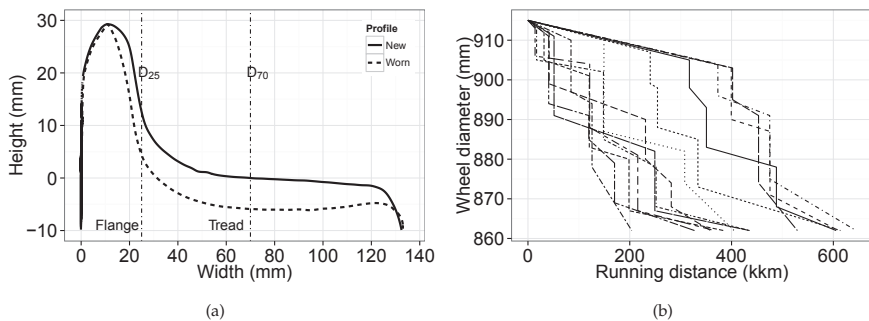 30
20
10
0
−10
Height (mm)
D25
D70
Flange
Tread
Profile
New
Worn
0
20
40
60
80
100
120
140
Width (mm)
(a)
910
900
890
880
870
860
Wheel diameter (mm)
0
200
400
600
Running distance (kkm)
(b)